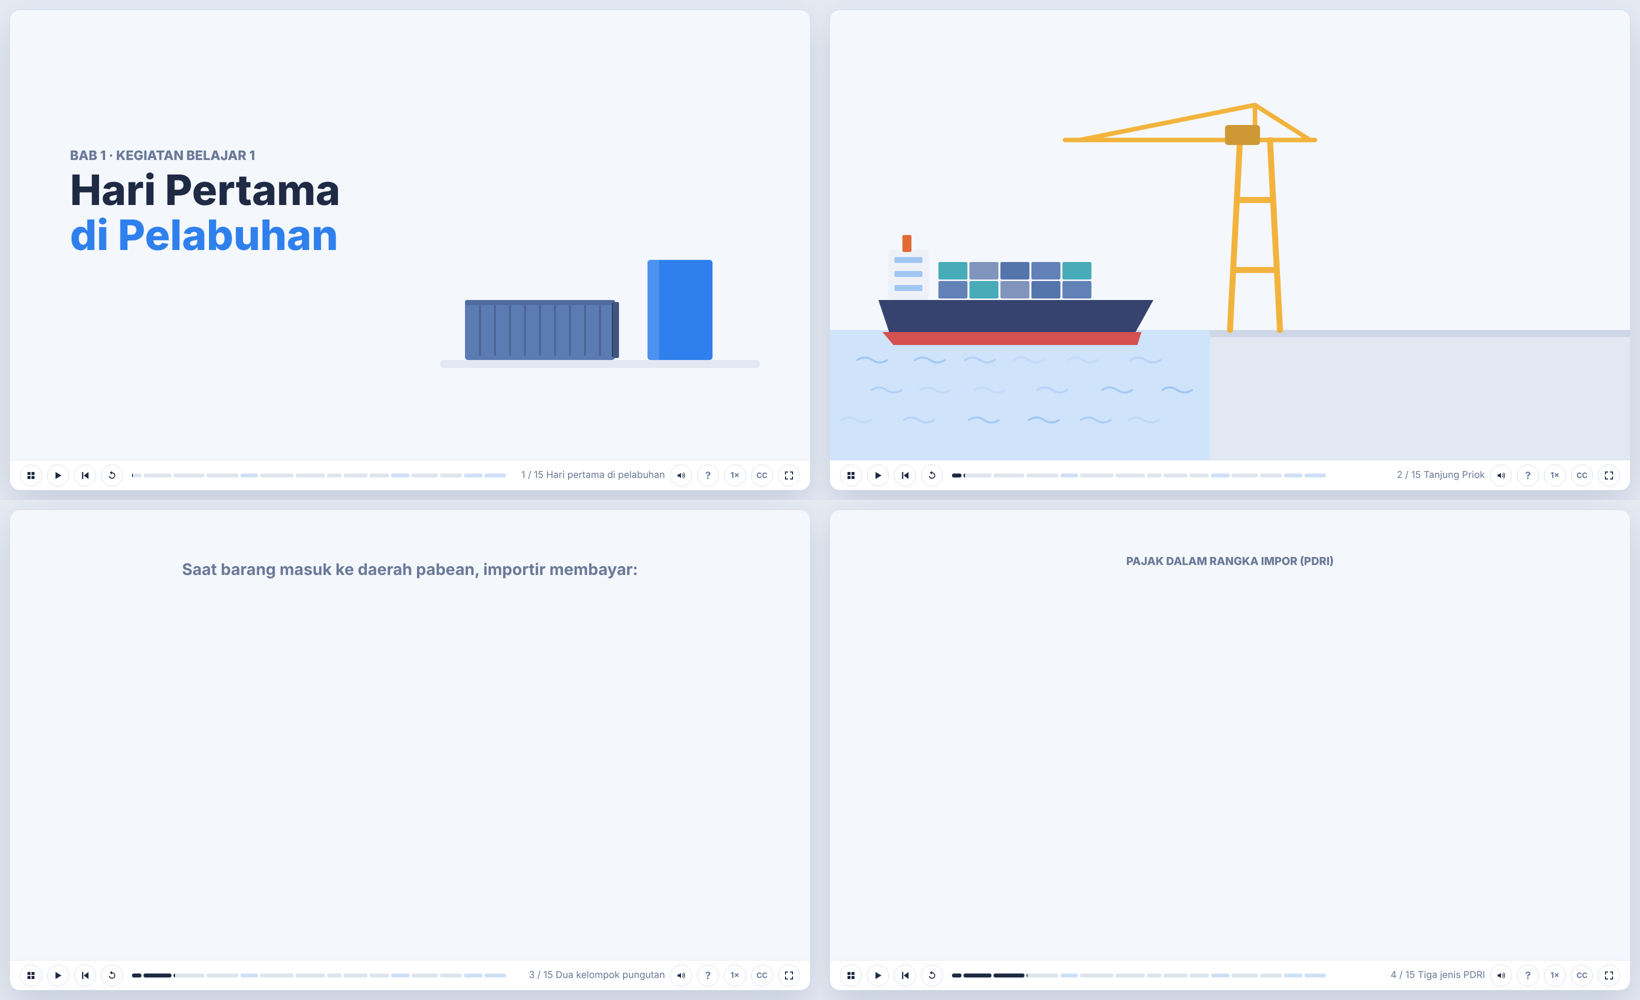 BAB 1 · KEGIATAN BELAJAR 1
Hari Pertama
di Pelabuhan
1 / 15 Hari pertama di pelabuhan
?
1×
CC
2 / 15 Tanjung Priok
?
1×
CC
Saat barang masuk ke daerah pabean, importir membayar:
3 / 15 Dua kelompok pungutan
?
1×
CC
PAJAK DALAM RANGKA IMPOR (PDRI)
4 / 15 Tiga jenis PDRI
?
1×
CC